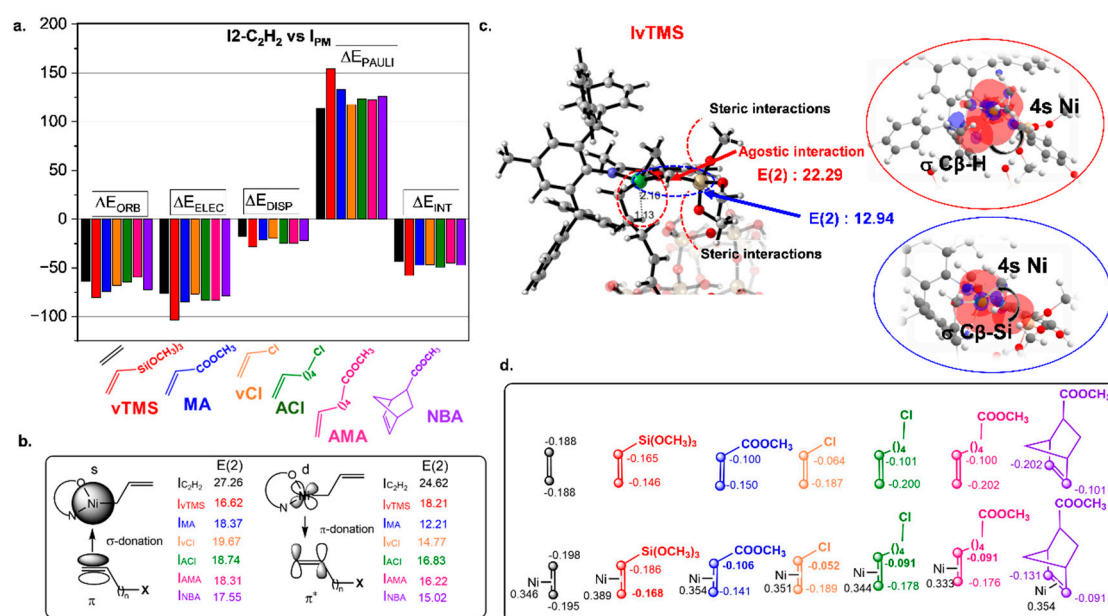 a.
I2-C2H2 vs IPM
ΔEPAULI
ΔEORB
ΔEELEC
ΔEDISP
ΔEINT
200
150
100
50
0
−50
−100
Si(OCH3)3
vTMS
COOCH3
MA
Cl
vCl
Cl
()4
ACl
COOCH3
()4
AMA
COOCH3
NBA
b.
s
O
Ni
N
σ-donation
π
()n
X
E(2)
IC2H2 27.26
IvTMS 16.62
IMA 18.37
IvCl 19.67
IACl 18.74
IAMA 18.31
INBA 17.55
d
O
Ni
N
π-donation
π*
()n
X
E(2)
IC2H2 24.62
IvTMS 18.21
IMA 12.21
IvCl 14.77
IACl 16.83
IAMA 16.22
INBA 15.02
c.
IvTMS
Steric interactions
Agostic interaction
E(2) : 22.29
E(2) : 12.94
Steric interactions
2.16
1.13
4s Ni
σ Cβ-H
4s Ni
σ Cβ-Si
d.
-0.188
-0.188
Si(OCH3)3
-0.165
-0.146
COOCH3
-0.100
-0.150
Cl
-0.064
-0.187
Cl
()4
-0.101
-0.200
COOCH3
()4
-0.100
-0.202
COOCH3
-0.202
-0.101
-0.198
Ni
0.346
-0.195
Si(OCH3)3
-0.186
Ni
0.389
-0.168
COOCH3
-0.106
Ni
0.354
-0.141
Cl
-0.052
Ni
0.351
-0.189
Cl
()4
-0.091
Ni
0.344
-0.178
COOCH3
()4
-0.091
Ni
0.333
-0.176
COOCH3
-0.131
-0.091
Ni
0.354